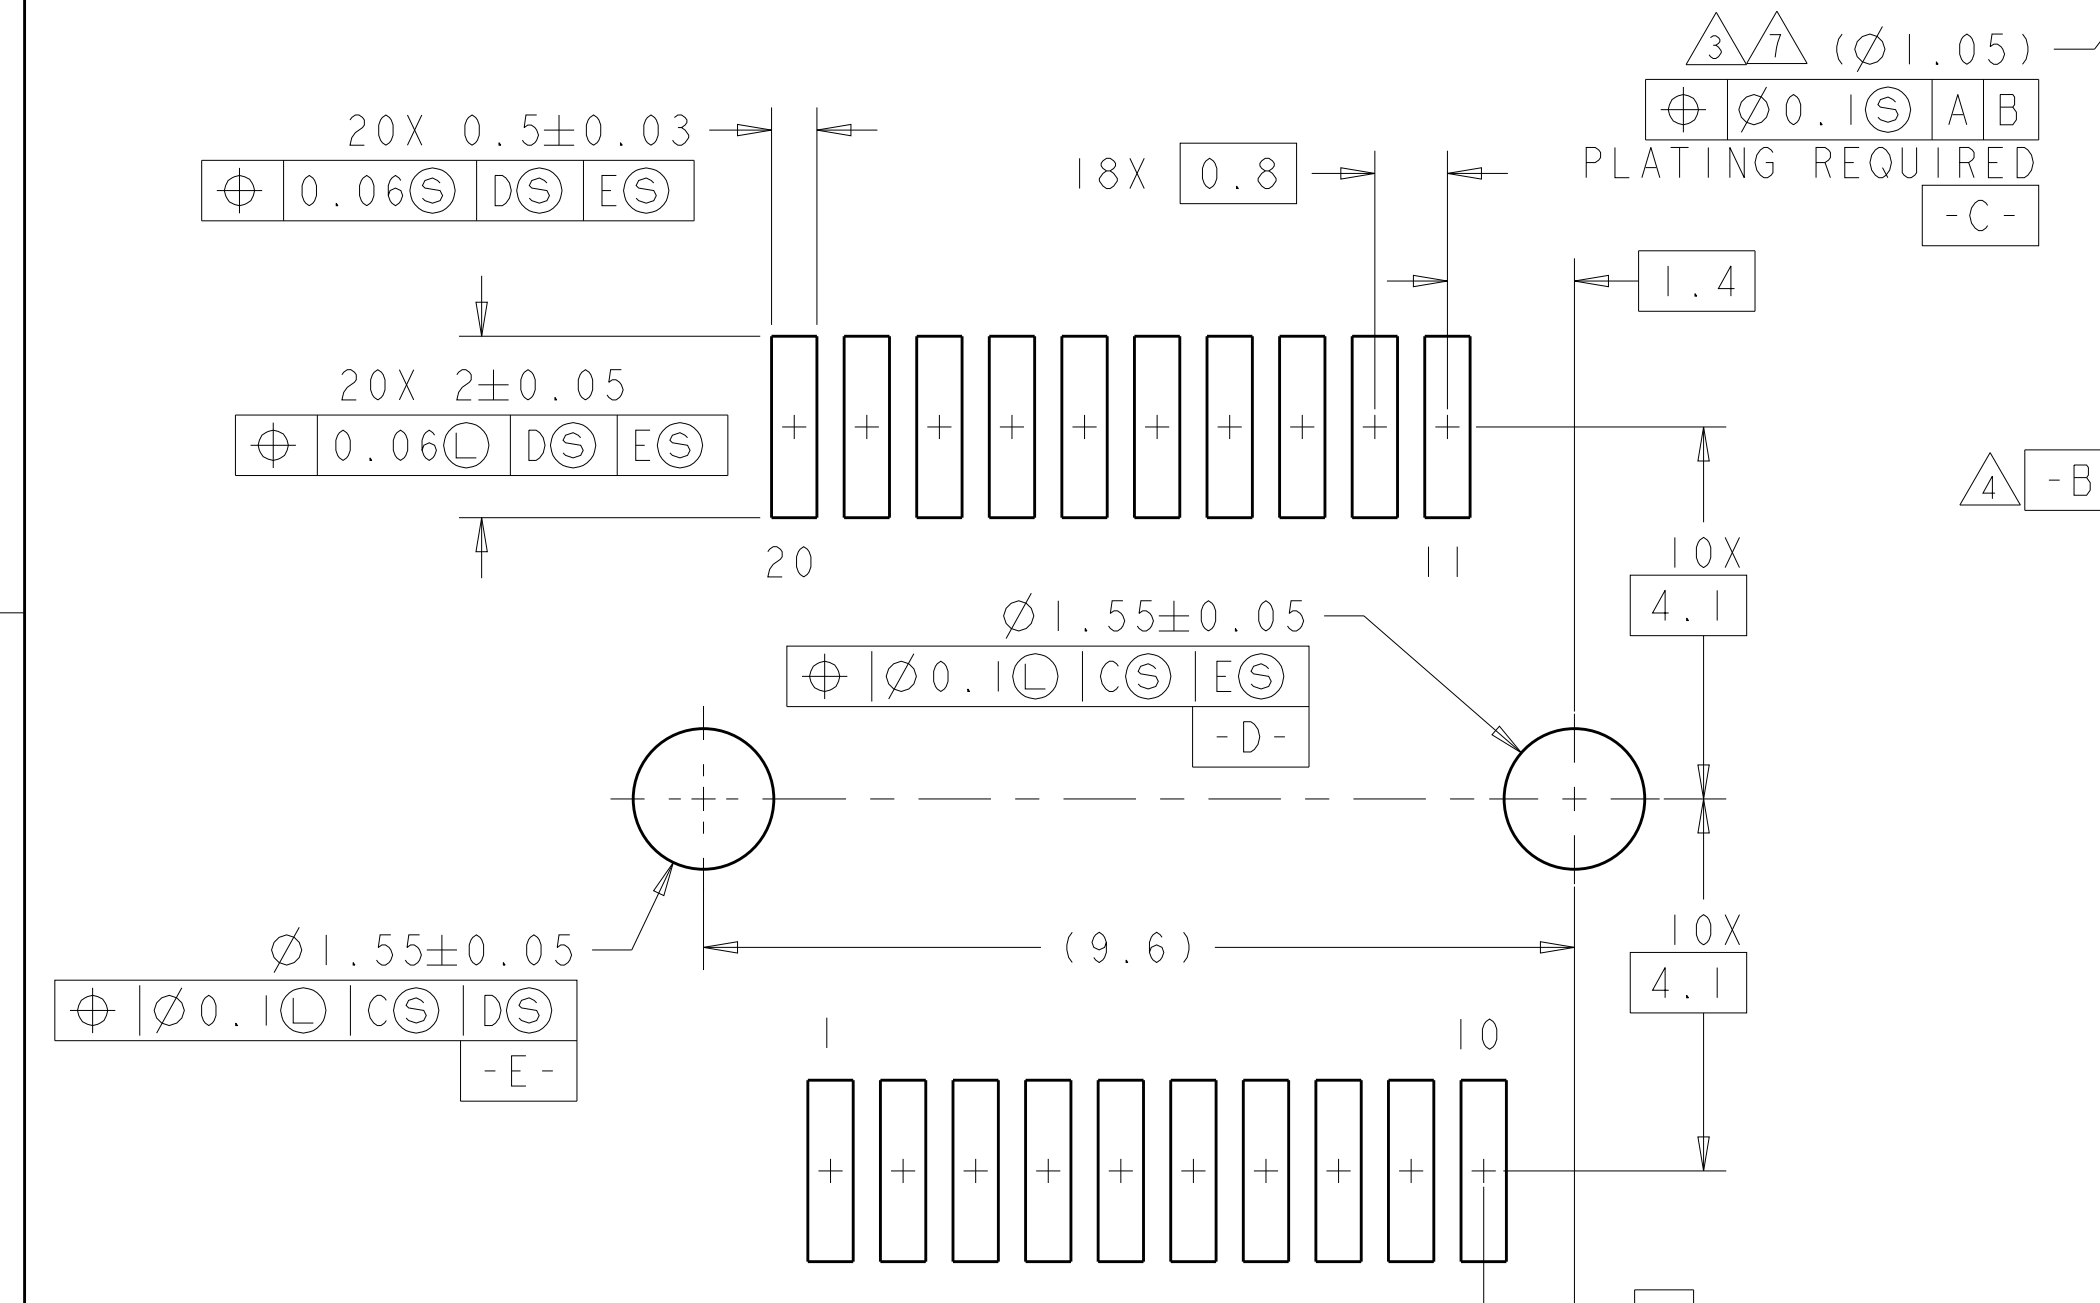 3 7 (Ø1.05)
⌖ Ø0.1Ⓢ A B
PLATING REQUIRED
-C-
20X 0.5±0.03
⌖ 0.06Ⓢ DⓈ EⓈ
18X 0.8
1.4
20X 2±0.05
⌖ 0.06Ⓛ DⓈ EⓈ
4 -B
20
11
10X
4.1
Ø1.55±0.05
⌖ Ø0.1Ⓛ CⓈ EⓈ
-D-
Ø1.55±0.05
⌖ Ø0.1Ⓛ CⓈ DⓈ
-E-
(9.6)
10X
4.1
1
10